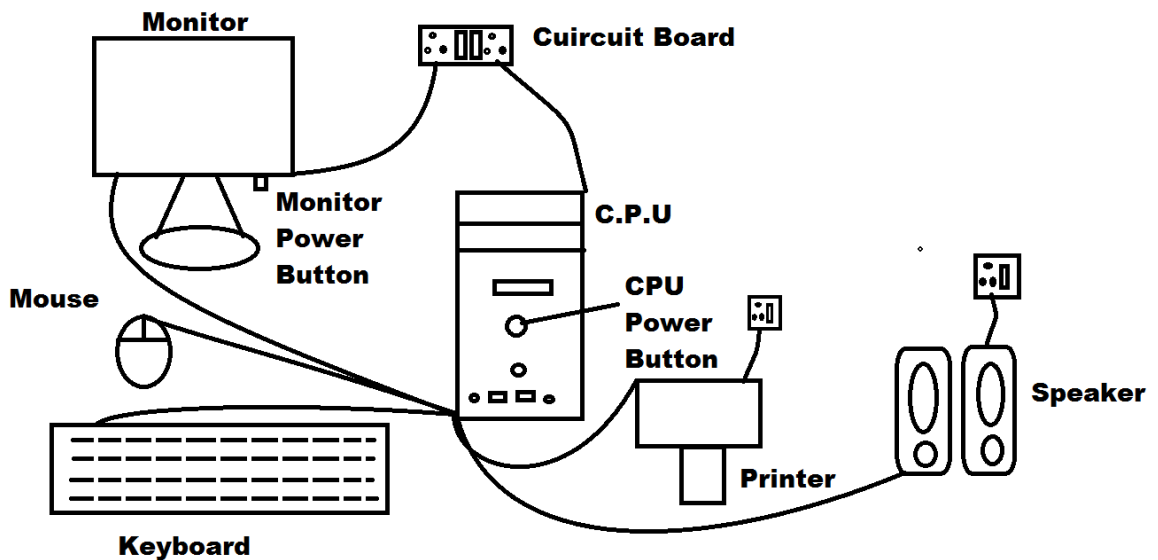 Monitor
Cuircuit Board
Monitor
Power
Button
C.P.U
Mouse
CPU
Power
Button
Speaker
Printer
Keyboard